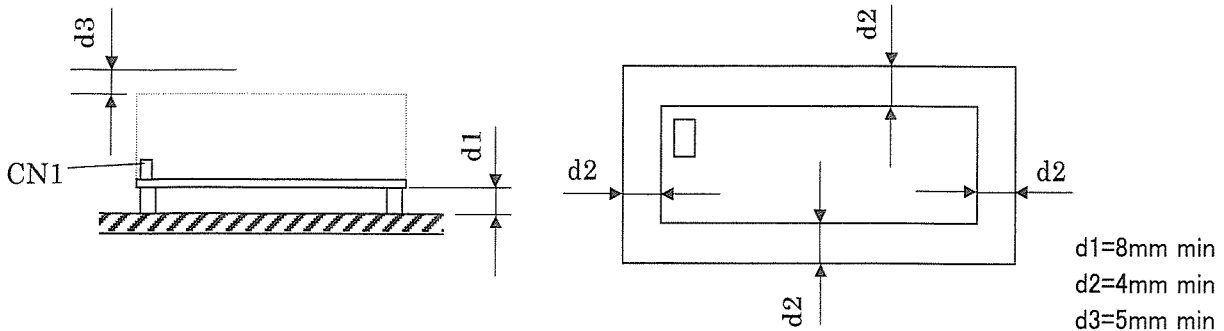 d3
CN1
d1
d2
d2
d2
d2
d1=8mm min
d2=4mm min
d3=5mm min